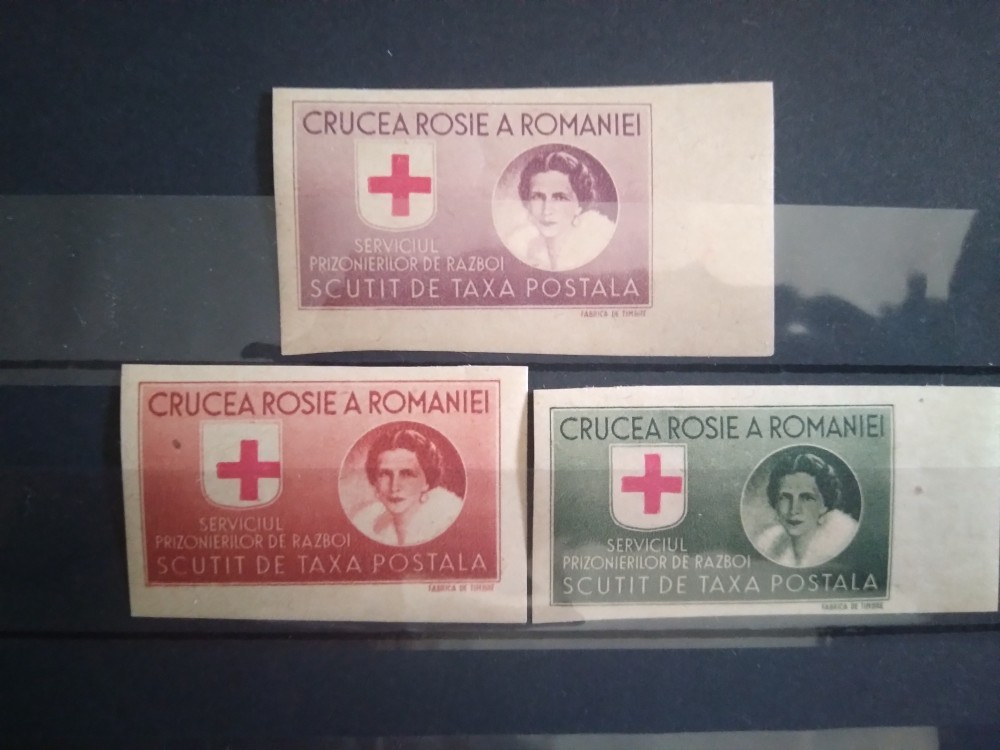 CRUCEA ROSIE A ROMANIEI
SERVICIUL
PRIZONIERILOR DE RAZBOI
SCUTIT DE TAXA POSTALA
FABRICA DE TIMBRE
CRUCEA ROSIE A ROMANIEI
SERVICIUL
PRIZONIERILOR DE RAZBOI
SCUTIT DE TAXA POSTALA
FABRICA DE TIMBRE
CRUCEA ROSIE A ROMANIEI
SERVICIUL
PRIZONIERILOR DE RAZBOI
SCUTIT DE TAXA POSTALA
FABRICA DE TIMBRE